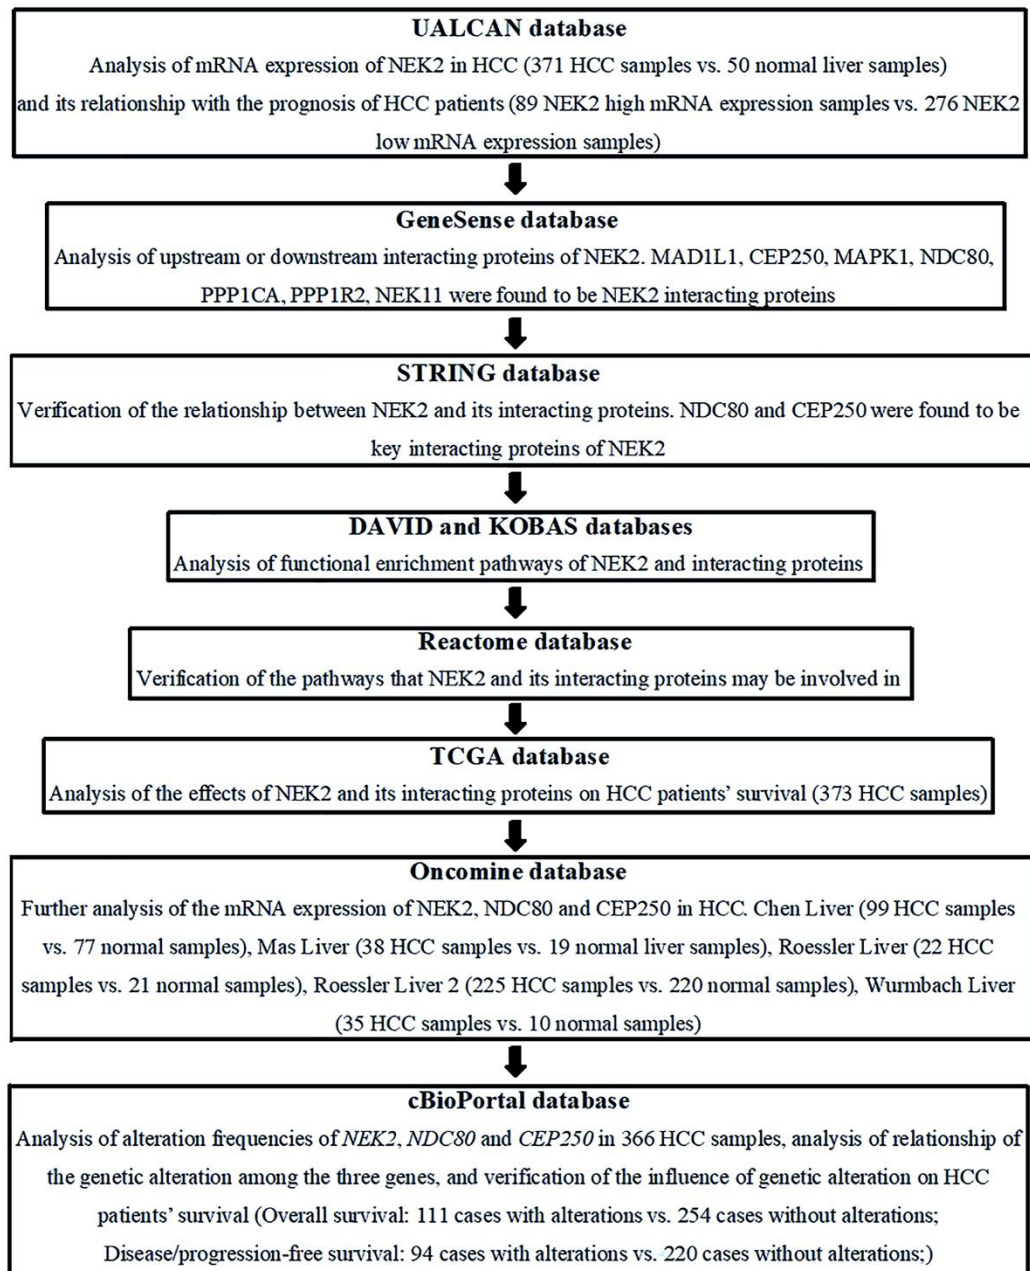 UALCAN database
Analysis of mRNA expression of NEK2 in HCC (371 HCC samples vs. 50 normal liver samples)
and its relationship with the prognosis of HCC patients (89 NEK2 high mRNA expression samples vs. 276 NEK2
low mRNA expression samples)
GeneSense database
Analysis of upstream or downstream interacting proteins of NEK2. MAD1L1, CEP250, MAPK1, NDC80,
PPP1CA, PPP1R2, NEK11 were found to be NEK2 interacting proteins
STRING database
Verification of the relationship between NEK2 and its interacting proteins. NDC80 and CEP250 were found to be
key interacting proteins of NEK2
DAVID and KOBAS databases
Analysis of functional enrichment pathways of NEK2 and interacting proteins
Reactome database
Verification of the pathways that NEK2 and its interacting proteins may be involved in
TCGA database
Analysis of the effects of NEK2 and its interacting proteins on HCC patients’ survival (373 HCC samples)
Oncomine database
Further analysis of the mRNA expression of NEK2, NDC80 and CEP250 in HCC. Chen Liver (99 HCC samples
vs. 77 normal samples), Mas Liver (38 HCC samples vs. 19 normal liver samples), Roessler Liver (22 HCC
samples vs. 21 normal samples), Roessler Liver 2 (225 HCC samples vs. 220 normal samples), Wurmbach Liver
(35 HCC samples vs. 10 normal samples)
cBioPortal database
Analysis of alteration frequencies of NEK2, NDC80 and CEP250 in 366 HCC samples, analysis of relationship of
the genetic alteration among the three genes, and verification of the influence of genetic alteration on HCC
patients’ survival (Overall survival: 111 cases with alterations vs. 254 cases without alterations;
Disease/progression-free survival: 94 cases with alterations vs. 220 cases without alterations;)